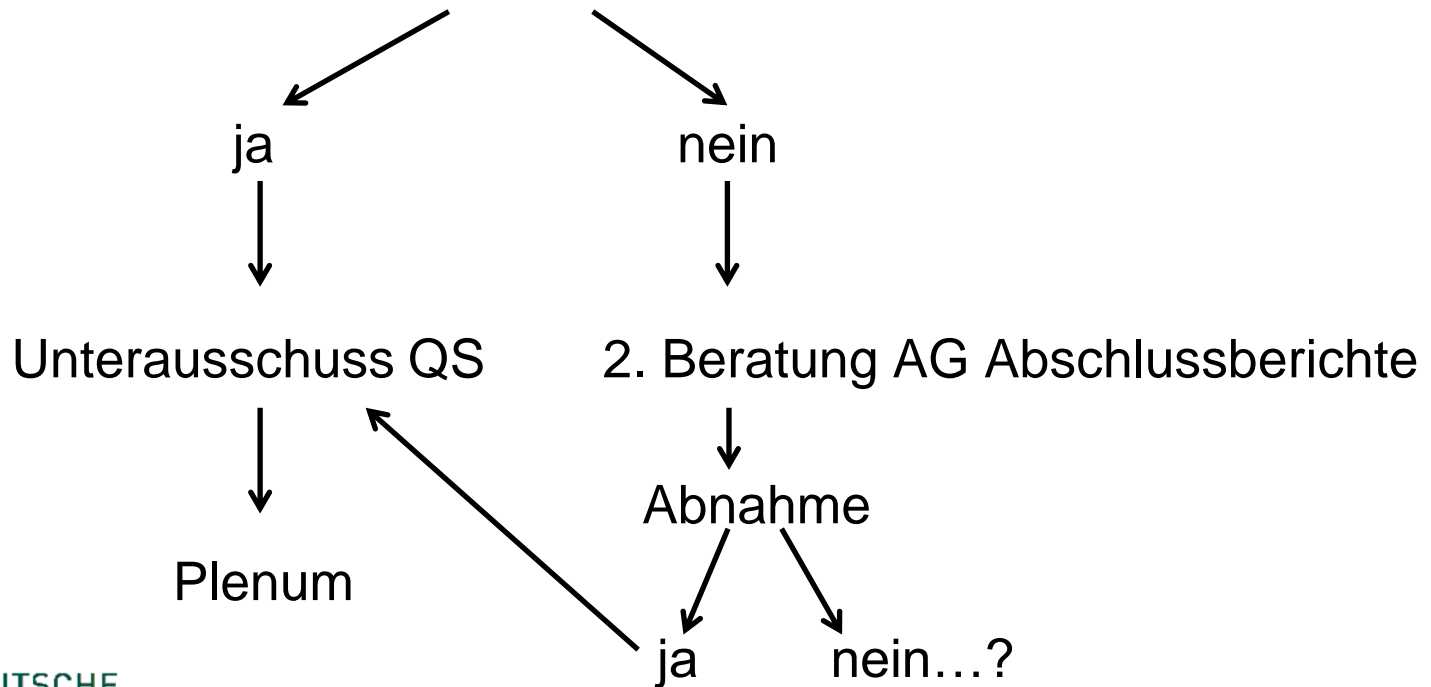 ja nein
Unterausschuss QS 2. Beratung AG Abschlussberichte
Abnahme
Plenum
ja nein…?